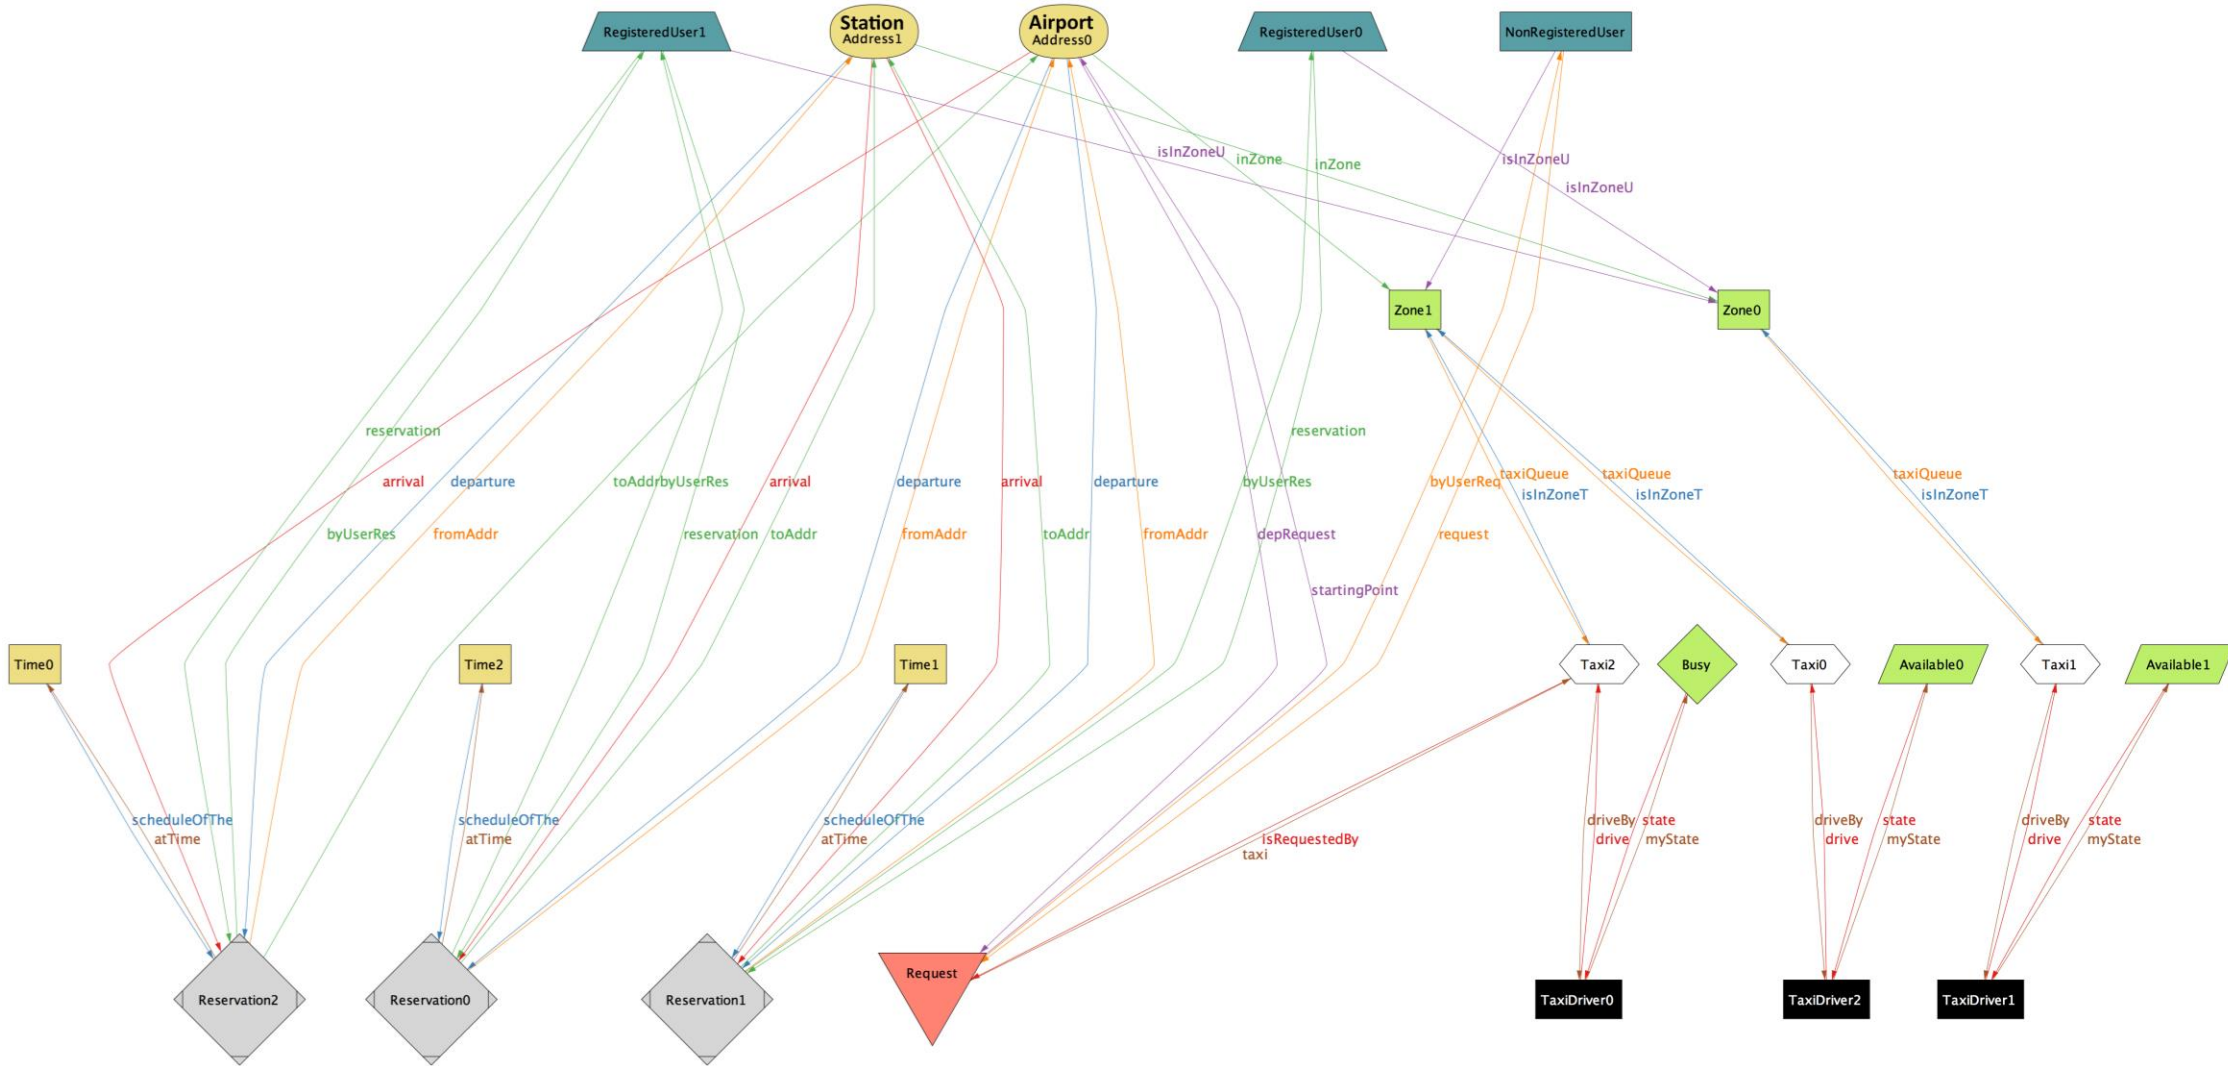 RegisteredUser1
Station
Address1
Airport
Address0
RegisteredUser0
NonRegisteredUser
isInZoneU
inZone
inZone
isInZoneU
isInZoneU
Zone1
Zone0
reservation
reservation
arrival
departure
toAddr
byUserRes
arrival
departure
arrival
departure
byUserRes
byUserReq
taxiQueue
isInZoneT
taxiQueue
isInZoneT
taxiQueue
isInZoneT
byUserRes
fromAddr
reservation
toAddr
fromAddr
toAddr
fromAddr
depRequest
request
startingPoint
Time0
Time2
Time1
Taxi2
Busy
Taxi0
Available0
Taxi1
Available1
scheduleOfThe
atTime
scheduleOfThe
atTime
scheduleOfThe
atTime
isRequestedBy
taxi
driveBy
drive
state
myState
driveBy
drive
state
myState
driveBy
drive
state
myState
Reservation2
Reservation0
Reservation1
Request
TaxiDriver0
TaxiDriver2
TaxiDriver1